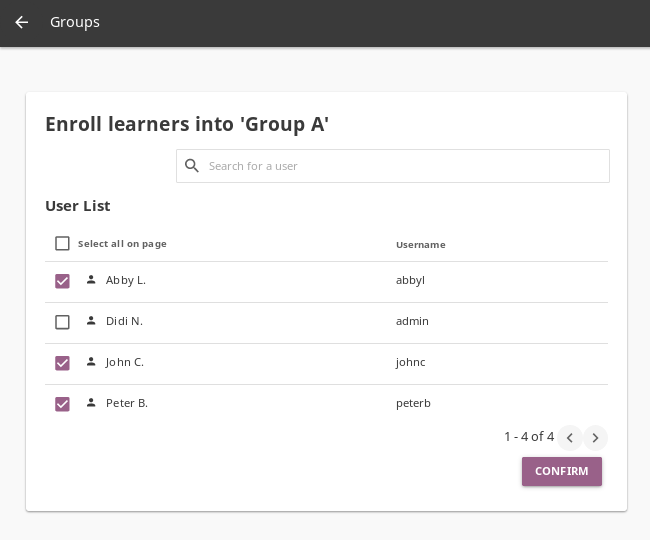 Groups
Enroll learners into 'Group A'
Search for a user
User List
Select all on page Username
Abby L. abbyl
Didi N. admin
John C. johnc
Peter B. peterb
1 - 4 of 4
CONFIRM